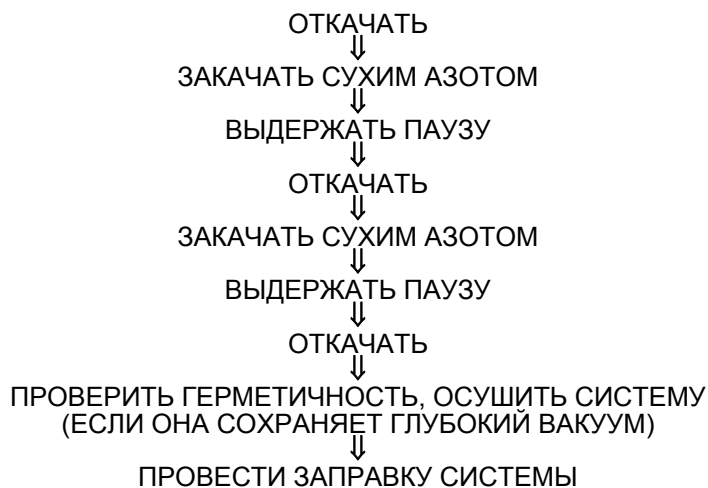 ОТКАЧАТЬ
⇓
ЗАКАЧАТЬ СУХИМ АЗОТОМ
⇓
ВЫДЕРЖАТЬ ПАУЗУ
⇓
ОТКАЧАТЬ
⇓
ЗАКАЧАТЬ СУХИМ АЗОТОМ
⇓
ВЫДЕРЖАТЬ ПАУЗУ
⇓
ОТКАЧАТЬ
⇓
ПРОВЕРИТЬ ГЕРМЕТИЧНОСТЬ, ОСУШИТЬ СИСТЕМУ
(ЕСЛИ ОНА СОХРАНЯЕТ ГЛУБОКИЙ ВАКУУМ)
⇓
ПРОВЕСТИ ЗАПРАВКУ СИСТЕМЫ